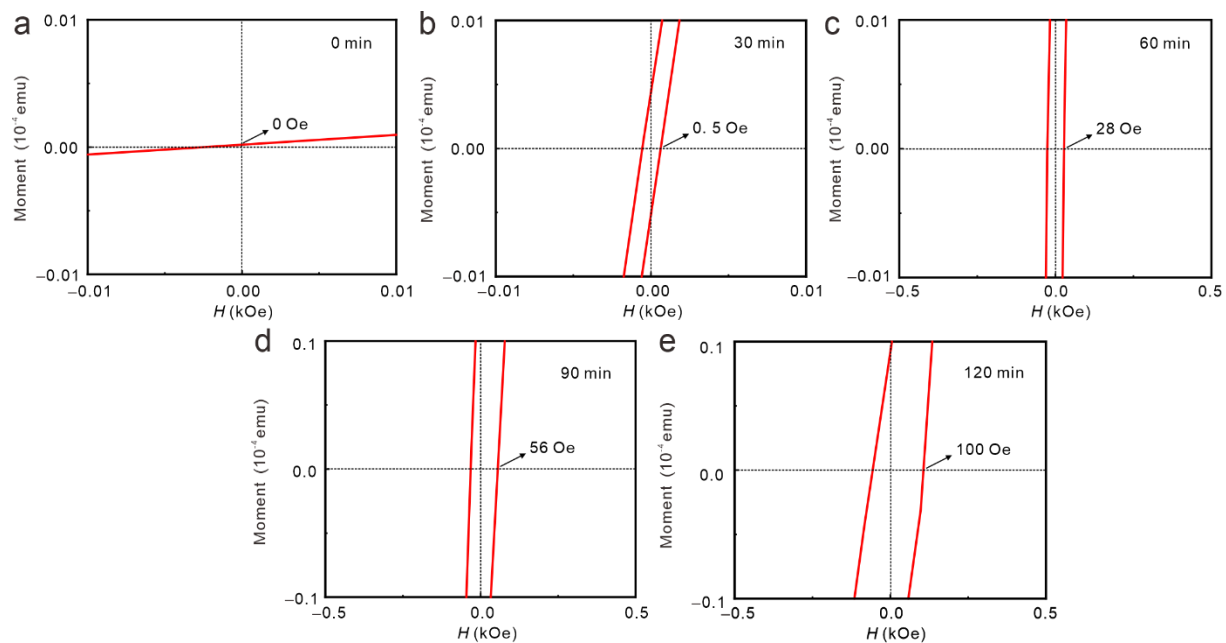 a
0.01
0 min
0 Oe
0.00
−0.01
−0.01
0.00
0.01
H (kOe)
Moment (10⁻⁴ emu)
b
0.01
30 min
0. 5 Oe
0.00
−0.01
−0.01
0.00
0.01
H (kOe)
Moment (10⁻⁴ emu)
c
0.01
60 min
28 Oe
0.00
−0.01
−0.5
0.0
0.5
H (kOe)
Moment (10⁻⁴ emu)
d
0.1
90 min
56 Oe
0.0
−0.1
−0.5
0.0
0.5
H (kOe)
Moment (10⁻⁴ emu)
e
0.1
120 min
100 Oe
0.0
−0.1
−0.5
0.0
0.5
H (kOe)
Moment (10⁻⁴ emu)